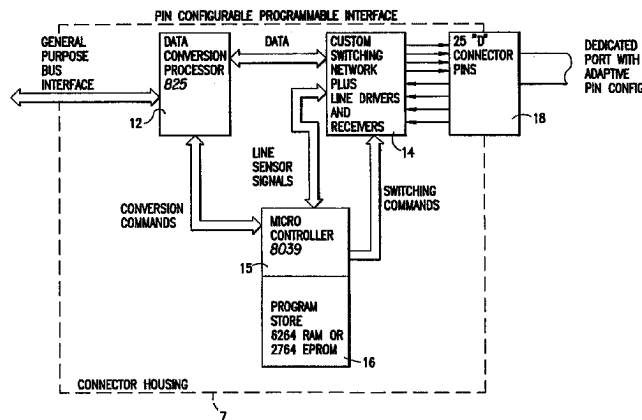 PIN CONFIGURABLE PROGRAMMABLE INTERFACE
GENERAL
PURPOSE
BUS
INTERFACE
DATA
CONVERSION
PROCESSOR
825
12
DATA
CUSTOM
SWITCHING
NETWORK
PLUS
LINE DRIVERS
AND
RECEIVERS
14
25 "D"
CONNECTOR
PINS
18
DEDICATED
PORT WITH
ADAPTIVE
PIN CONFIG
LINE
SENSOR
SIGNALS
SWITCHING
COMMANDS
CONVERSION
COMMANDS
MICRO
CONTROLLER
8039
15
PROGRAM
STORE
6264 RAM OR
2764 EPROM
16
CONNECTOR HOUSING
7